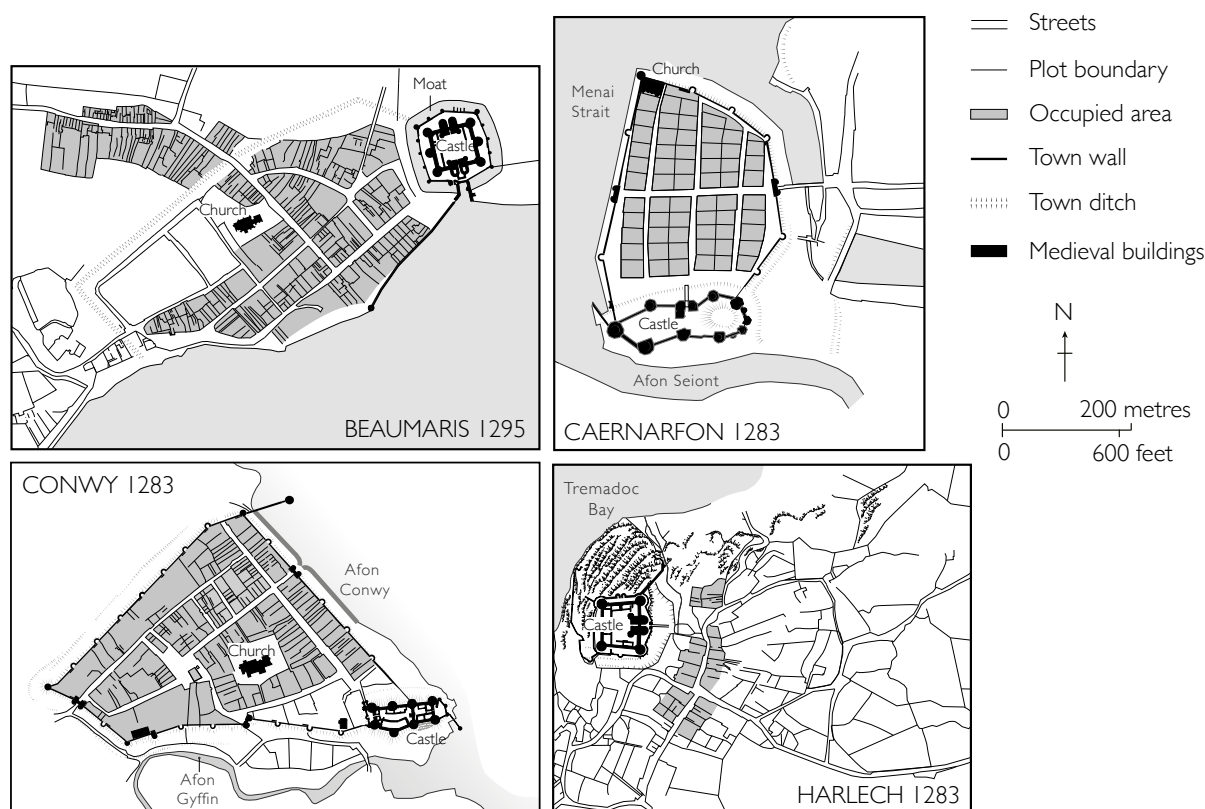 Moat
Castle
Church
BEAUMARIS 1295
Church
Menai
Strait
Castle
Afon Seiont
CAERNARFON 1283
Streets
Plot boundary
Occupied area
Town wall
Town ditch
Medieval buildings
N
0 200 metres
0 600 feet
CONWY 1283
Afon
Conwy
Church
Castle
Afon
Gyffin
Tremadoc
Bay
Castle
HARLECH 1283